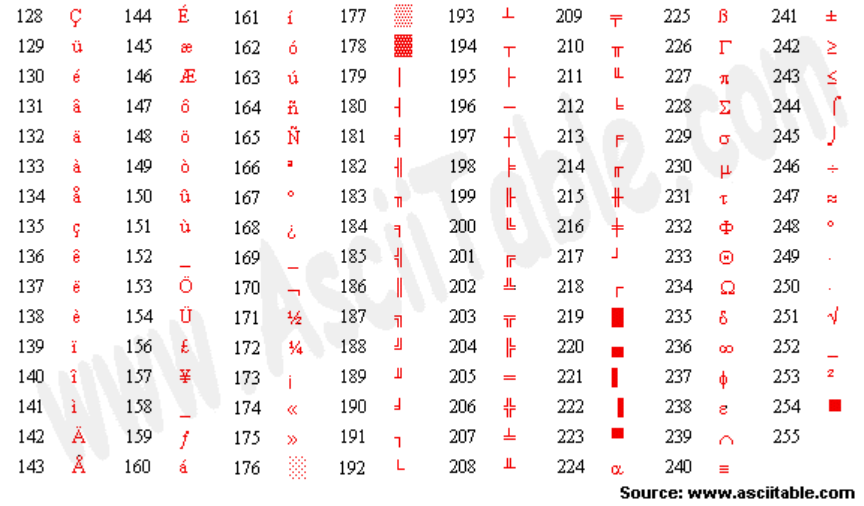 128 Ç 144 É 161 í 177 ▒ 193 ┴ 209 ╤ 225 ß 241 ±
129 ü 145 æ 162 ó 178 ▓ 194 ┬ 210 ╥ 226 Γ 242 ≥
130 é 146 Æ 163 ú 179 │ 195 ├ 211 ╙ 227 π 243 ≤
131 â 147 ô 164 ñ 180 ┤ 196 ─ 212 ╘ 228 Σ 244 ⌠
132 ä 148 ö 165 Ñ 181 ╡ 197 ┼ 213 ╒ 229 σ 245 ⌡
133 à 149 ò 166 ª 182 ╢ 198 ╞ 214 ╓ 230 µ 246 ÷
134 å 150 û 167 º 183 ╖ 199 ╟ 215 ╫ 231 τ 247 ≈
135 ç 151 ù 168 ¿ 184 ╕ 200 ╚ 216 ╪ 232 Φ 248 °
136 ê 152 _ 169 _ 185 ╣ 201 ╔ 217 ┘ 233 Θ 249 ∙
137 ë 153 Ö 170 ¬ 186 ║ 202 ╩ 218 ┌ 234 Ω 250 ·
138 è 154 Ü 171 ½ 187 ╗ 203 ╦ 219 █ 235 δ 251 √
139 ï 156 £ 172 ¼ 188 ╝ 204 ╠ 220 ▄ 236 ∞ 252 _
140 î 157 ¥ 173 ¡ 189 ╜ 205 ═ 221 ▌ 237 φ 253 ²
141 ì 158 _ 174 « 190 ╛ 206 ╬ 222 ▐ 238 ε 254 ■
142 Ä 159 ƒ 175 » 191 ┐ 207 ╧ 223 ▀ 239 ∩ 255
143 Å 160 á 176 ░ 192 └ 208 ╨ 224 α 240 ≡
www.AsciiTable.com
Source: www.asciitable.com